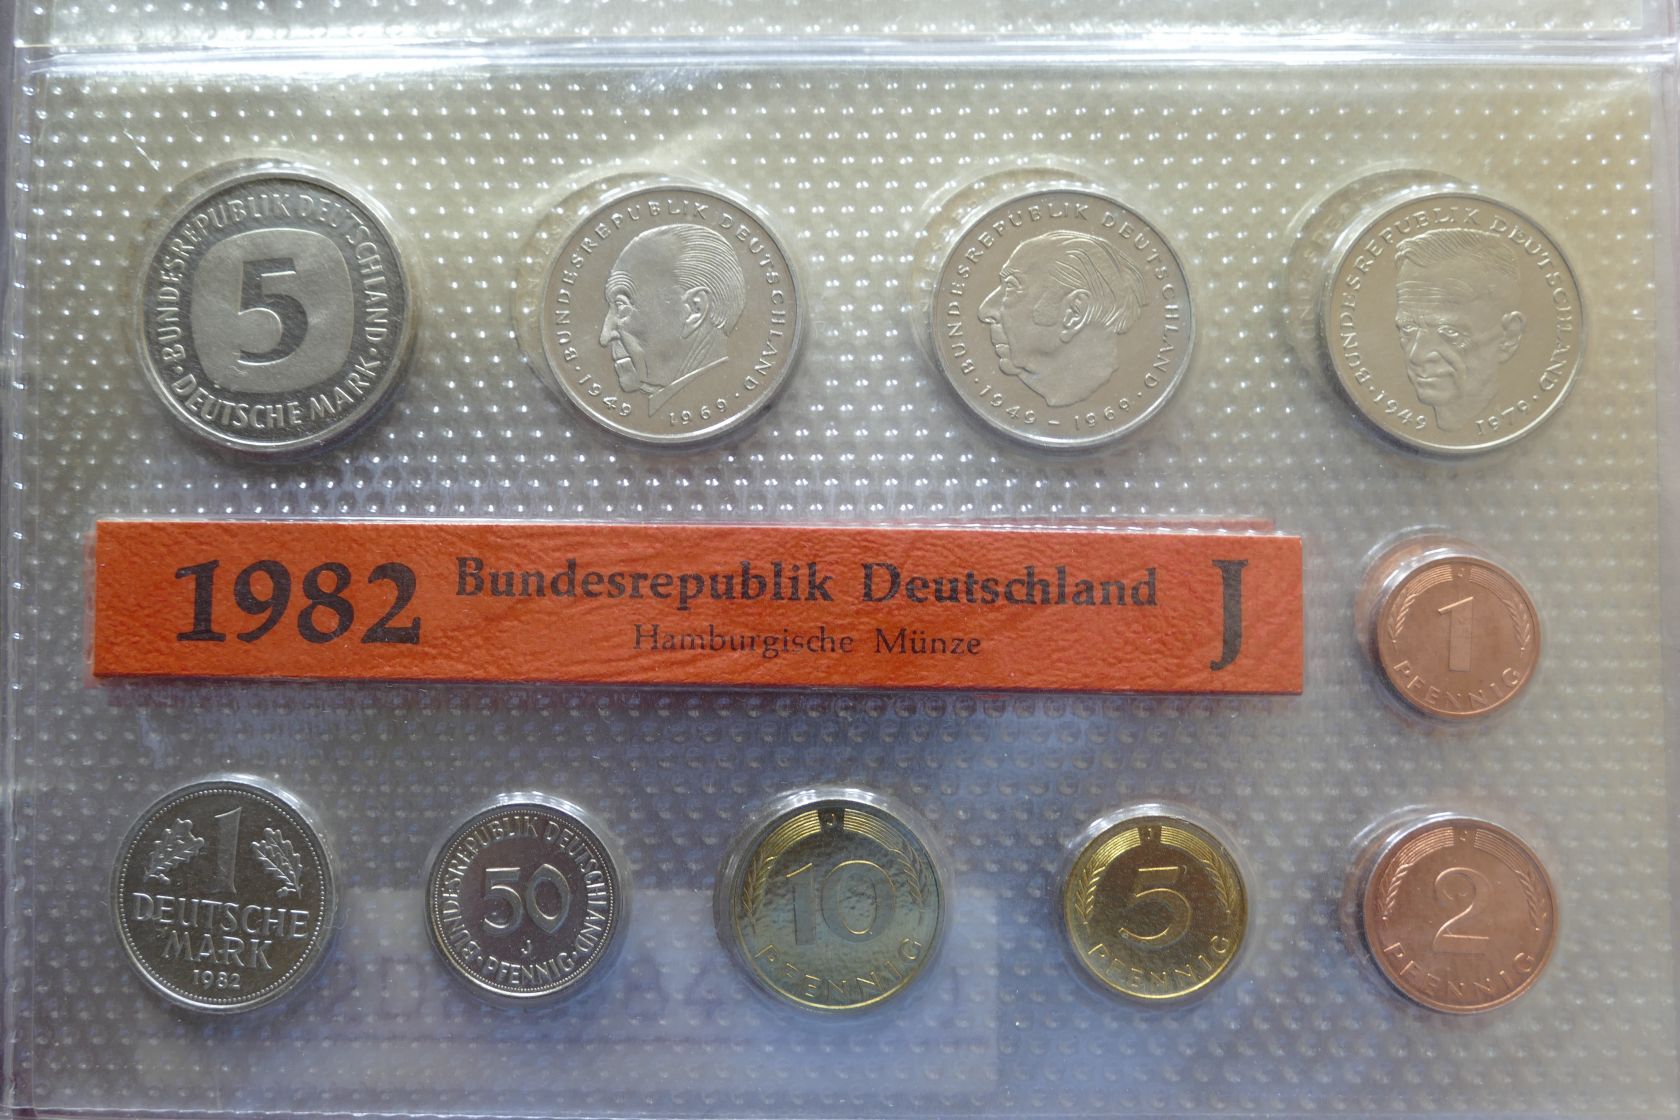 BUNDESREPUBLIK DEUTSCHLAND
5
DEUTSCHE MARK
BUNDESREPUBLIK DEUTSCHLAND
1949 1969
BUNDESREPUBLIK DEUTSCHLAND
1949 - 1969
BUNDESREPUBLIK DEUTSCHLAND
1949 1979
1982 Bundesrepublik Deutschland J
Hamburgische Münze
1
PFENNIG
1
DEUTSCHE
MARK
1982
BUNDESREPUBLIK DEUTSCHLAND
50
J
PFENNIG
J
10
PFENNIG
J
5
PFENNIG
2
PFENNIG